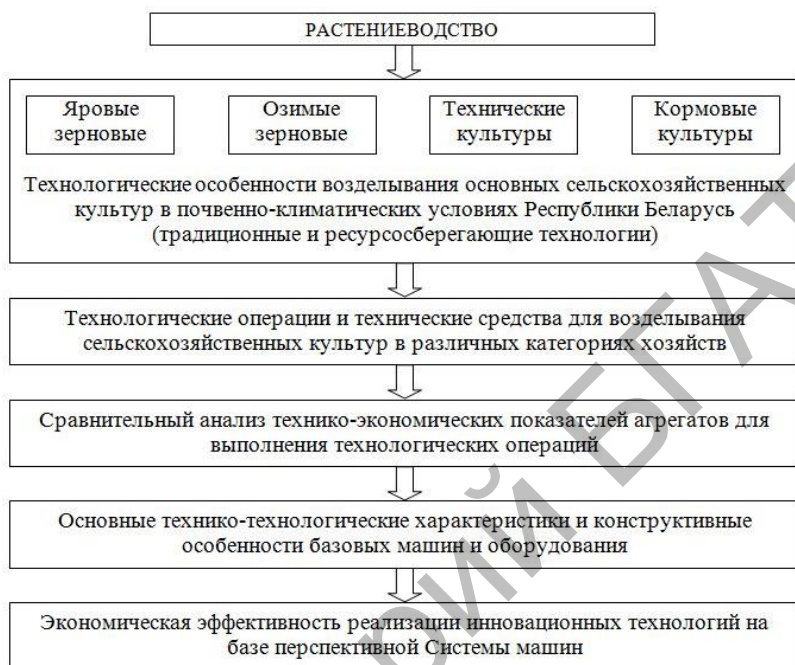 РАСТЕНИЕВОДСТВО
Яровые
зерновые
Озимые
зерновые
Технические
культуры
Кормовые
культуры
Технологические особенности возделывания основных сельскохозяйственных
культур в почвенно-климатических условиях Республики Беларусь
(традиционные и ресурсосберегающие технологии)
Технологические операции и технические средства для возделывания
сельскохозяйственных культур в различных категориях хозяйств
Сравнительный анализ технико-экономических показателей агрегатов для
выполнения технологических операций
Основные технико-технологические характеристики и конструктивные
особенности базовых машин и оборудования
Экономическая эффективность реализации инновационных технологий на
базе перспективной Системы машин